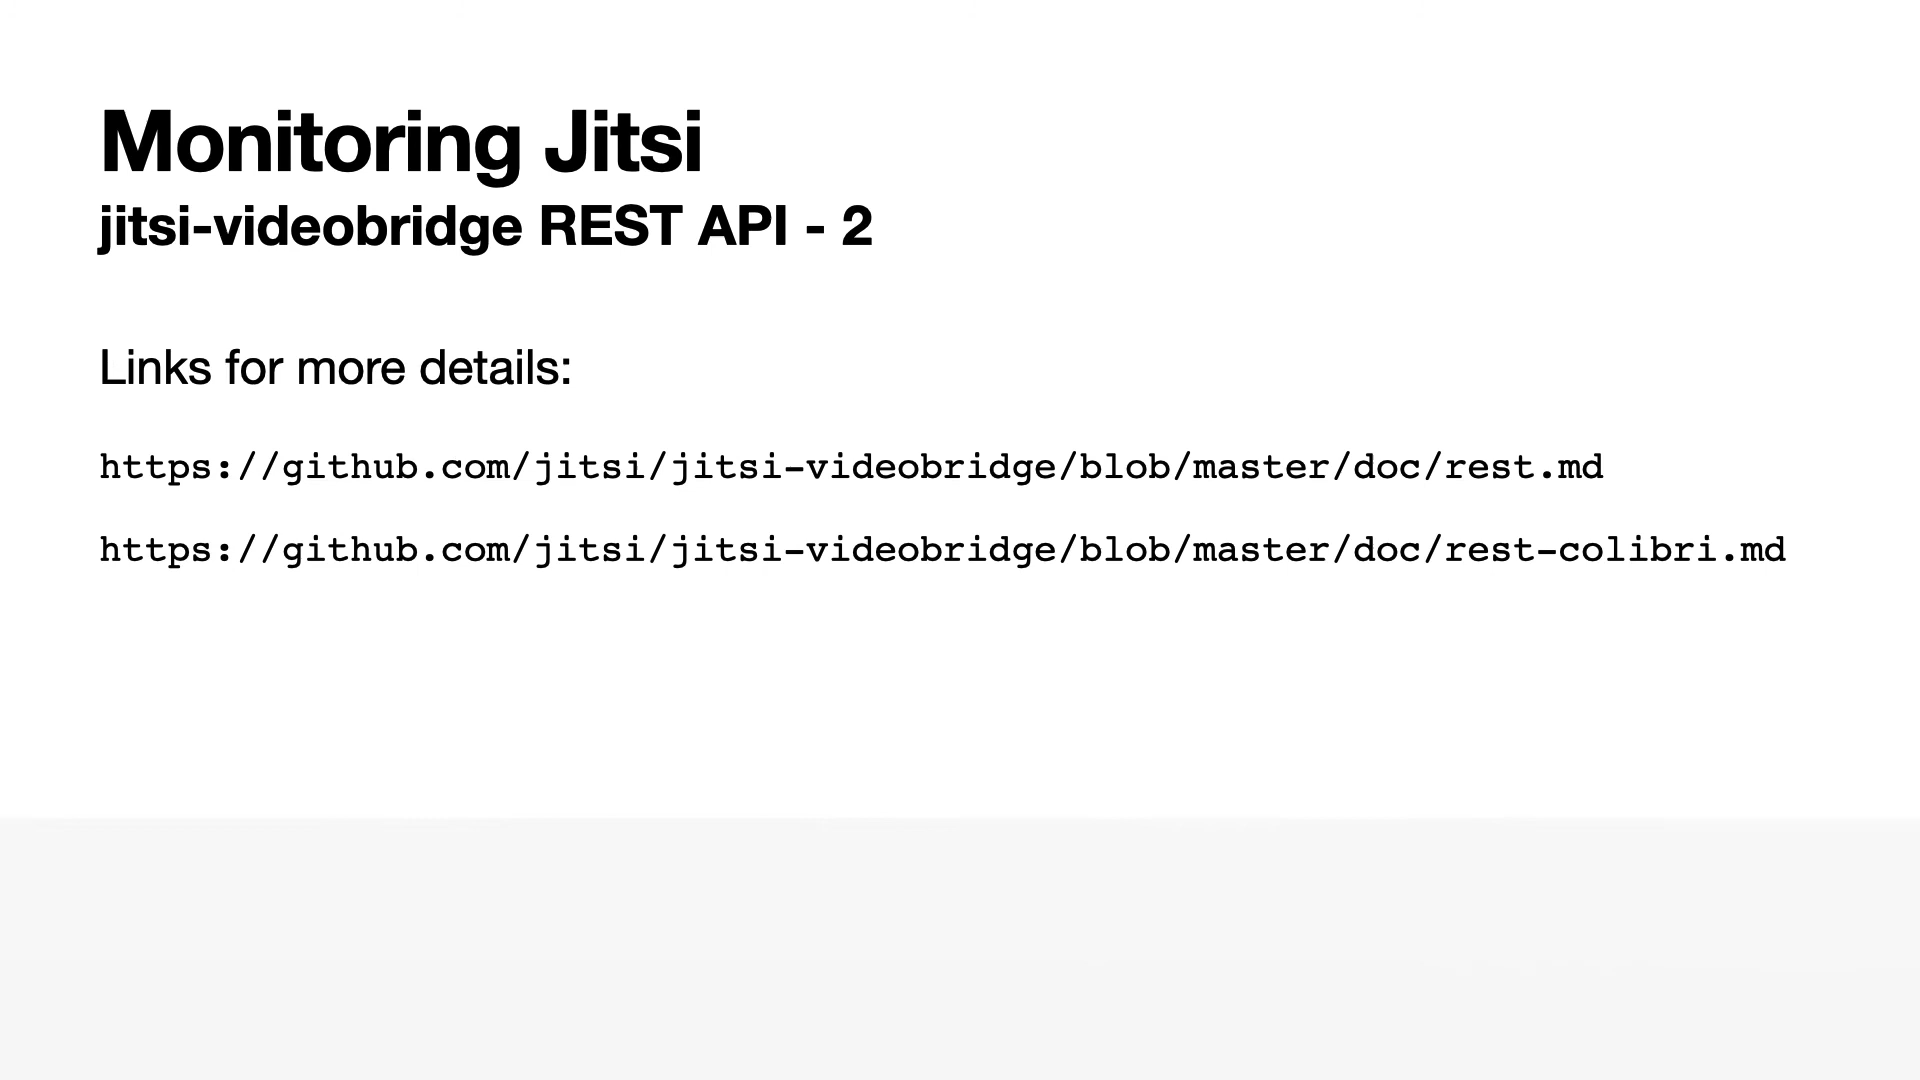 Monitoring Jitsi
jitsi-videobridge REST API - 2
Links for more details:
https://github.com/jitsi/jitsi-videobridge/blob/master/doc/rest.md
https://github.com/jitsi/jitsi-videobridge/blob/master/doc/rest-colibri.md